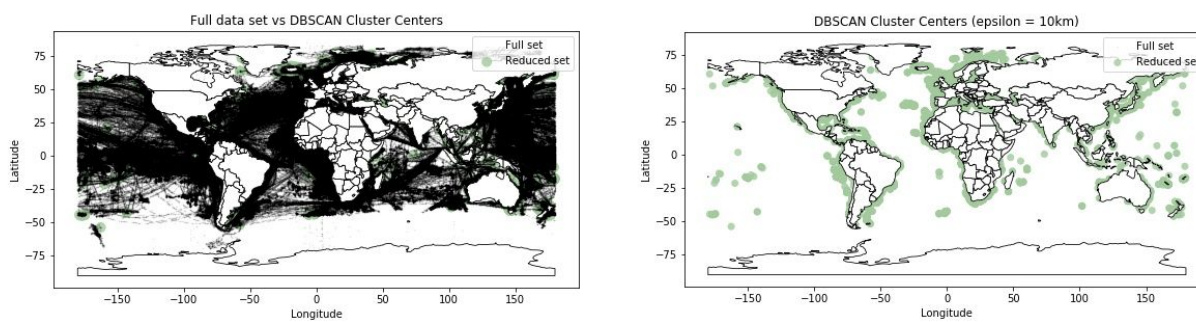 Full data set vs DBSCAN Cluster Centers
Full set
Reduced set
Latitude
75
50
25
0
−25
−50
−75
−150
−100
−50
0
50
100
150
Longitude
DBSCAN Cluster Centers (epsilon = 10km)
Full set
Reduced set
Latitude
75
50
25
0
−25
−50
−75
−150
−100
−50
0
50
100
150
Longitude